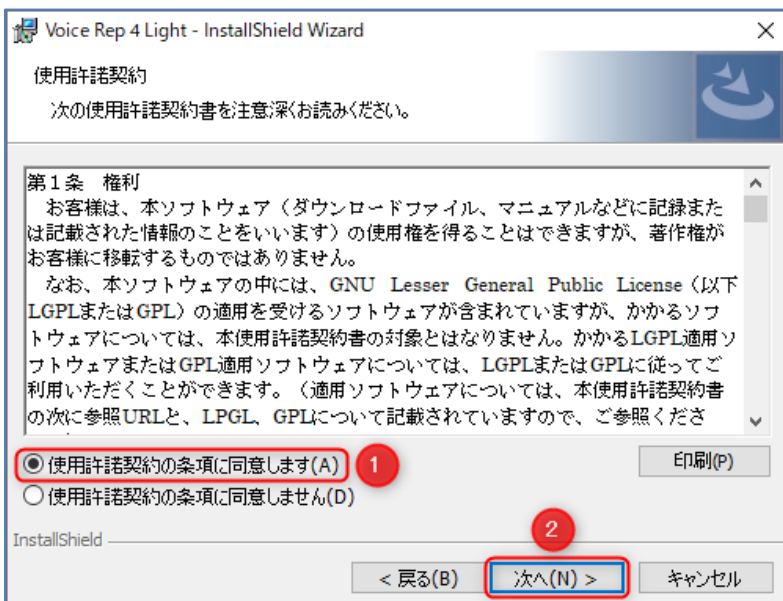 Voice Rep 4 Light - InstallShield Wizard
使用許諾契約
次の使用許諾契約書を注意深くお読みください。
第1条 権利
お客様は、本ソフトウェア（ダウンロードファイル、マニュアルなどに記録また
は記載された情報のことをいいます）の使用権を得ることはできますが、著作権が
お客様に移転するものではありません。
なお、本ソフトウェアの中には、GNU Lesser General Public License（以下
LGPLまたはGPL）の適用を受けるソフトウェアが含まれていますが、かかるソフ
トウェアについては、本使用許諾契約書の対象とはなりません。かかるLGPL適用ソ
フトウェアまたはGPL適用ソフトウェアについては、LGPLまたはGPLに従ってご
利用いただくことができます。（適用ソフトウェアについては、本使用許諾契約書
の次に参照URLと、LPGL、GPLについて記載されていますので、ご参照くださ
使用許諾契約の条項に同意します(A)
1
印刷(P)
使用許諾契約の条項に同意しません(D)
InstallShield
2
< 戻る(B)
次へ(N) >
キャンセル